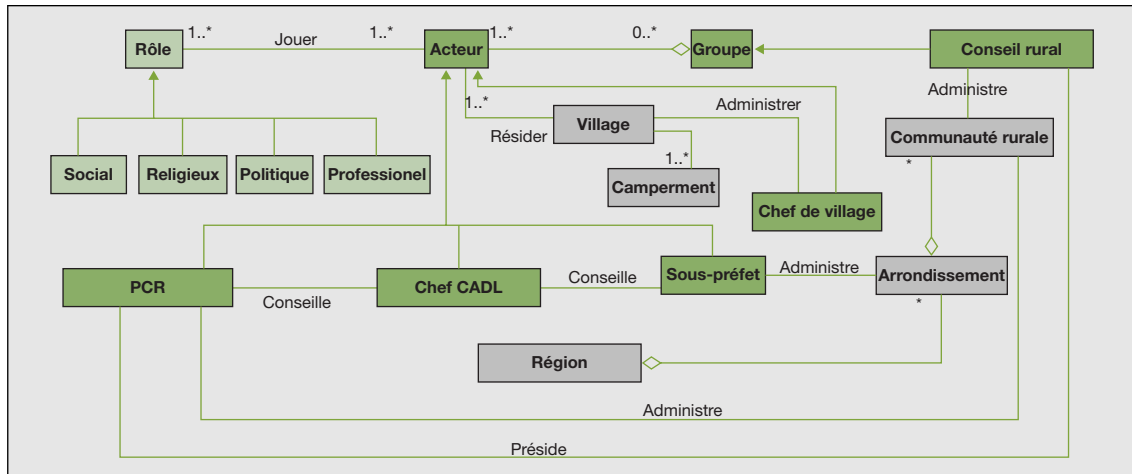 1..*
Jouer
1..*
1..*
0..*
Rôle
Acteur
Groupe
Conseil rural
1..*
Administrer
Administre
Village
Résider
Communauté rurale
1..*
*
Social
Religieux
Politique
Professionel
Camperment
Chef de village
PCR
Conseille
Chef CADL
Conseille
Sous-préfet
Administre
Arrondissement
*
Région
Administre
Préside